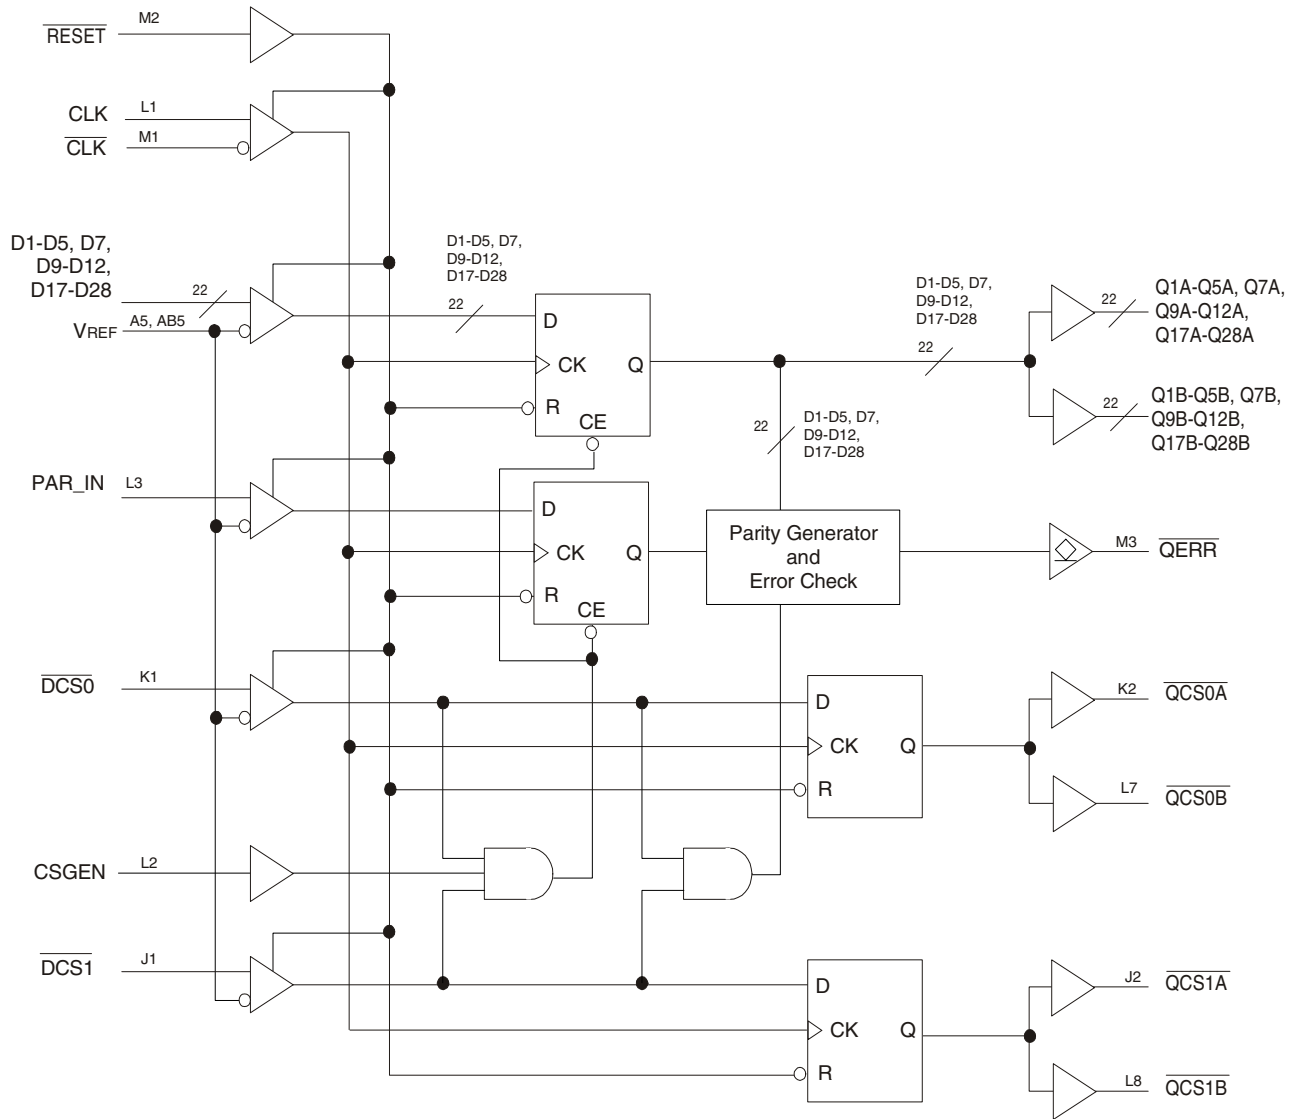 RESET
M2
CLK
L1
CLK
M1
D1-D5, D7,
D9-D12,
D17-D28
22
VREF
A5, AB5
D1-D5, D7,
D9-D12,
D17-D28
22
D
CK
Q
R
CE
D1-D5, D7,
D9-D12,
D17-D28
22
Q1A-Q5A, Q7A,
Q9A-Q12A,
Q17A-Q28A
22
Q1B-Q5B, Q7B,
Q9B-Q12B,
Q17B-Q28B
22
D1-D5, D7,
D9-D12,
D17-D28
22
PAR_IN
L3
D
CK
Q
R
CE
Parity Generator
and
Error Check
M3
QERR
DCS0
K1
D
CK
Q
R
K2
QCS0A
L7
QCS0B
CSGEN
L2
DCS1
J1
D
CK
Q
R
J2
QCS1A
L8
QCS1B